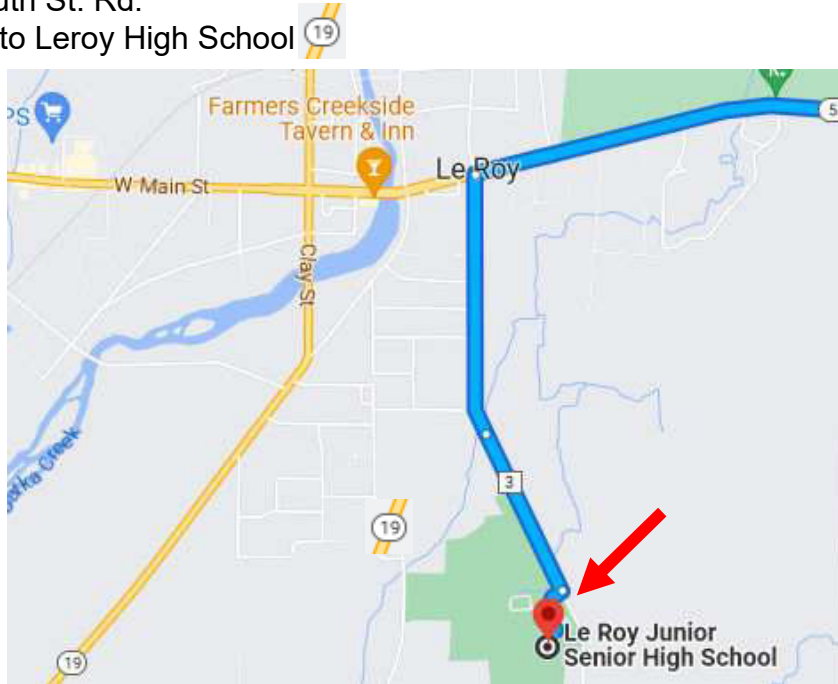 to Leroy High School 19
Farmers Creekside
Tavern & Inn
5
Le Roy
W Main St
Clay St
3
19
Le Roy Junior
Senior High School
19